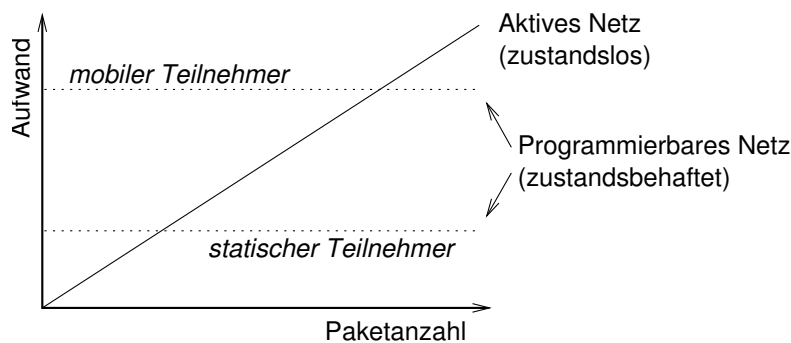 Aktives Netz
(zustandslos)
mobiler Teilnehmer
Aufwand
Programmierbares Netz
(zustandsbehaftet)
statischer Teilnehmer
Paketanzahl